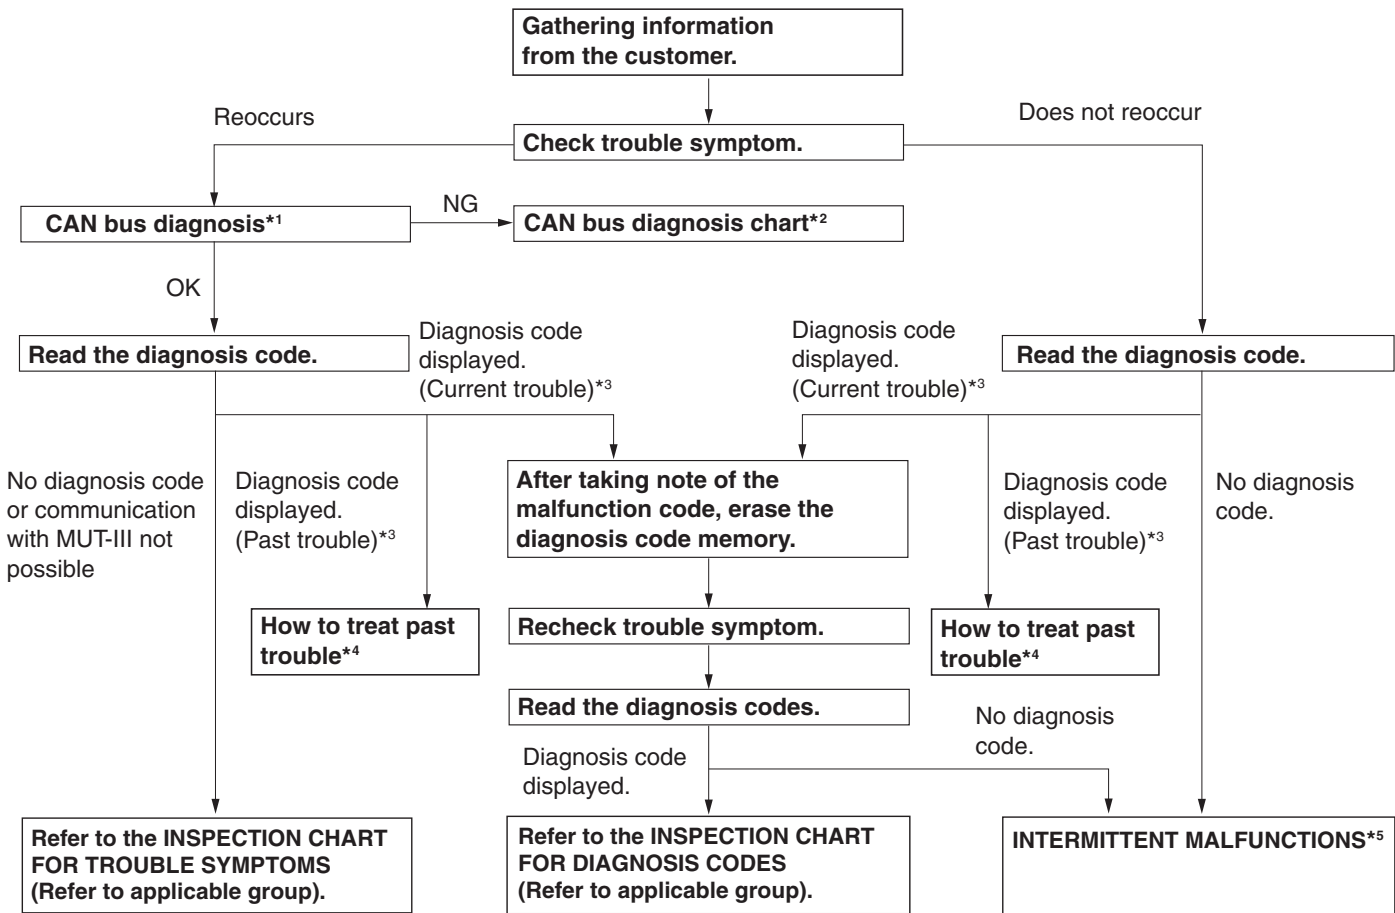 Gathering information
from the customer.
Reoccurs
Does not reoccur
Check trouble symptom.
CAN bus diagnosis*1
NG
CAN bus diagnosis chart*2
OK
Read the diagnosis code.
Diagnosis code
displayed.
(Current trouble)*3
Diagnosis code
displayed.
(Current trouble)*3
Read the diagnosis code.
No diagnosis code
or communication
with MUT-III not
possible
Diagnosis code
displayed.
(Past trouble)*3
After taking note of the
malfunction code, erase the
diagnosis code memory.
Diagnosis code
displayed.
(Past trouble)*3
No diagnosis
code.
How to treat past
trouble*4
Recheck trouble symptom.
How to treat past
trouble*4
Read the diagnosis codes.
No diagnosis
code.
Diagnosis code
displayed.
Refer to the INSPECTION CHART
FOR TROUBLE SYMPTOMS
(Refer to applicable group).
Refer to the INSPECTION CHART
FOR DIAGNOSIS CODES
(Refer to applicable group).
INTERMITTENT MALFUNCTIONS*5